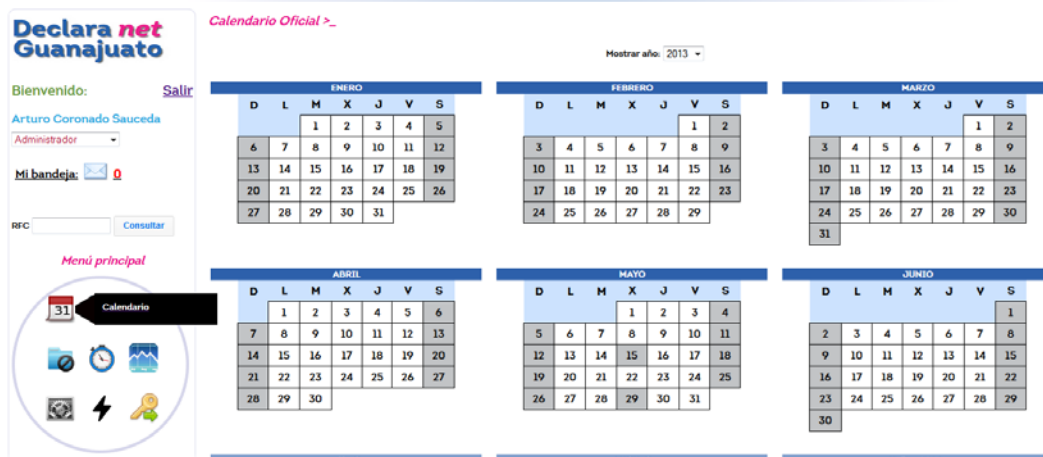 Declara net
Guanajuato
Bienvenido: Salir
Arturo Coronado Sauceda
Administrador
Mi bandeja: 0
RFC Consultar
Menú principal
31 Calendario
Calendario Oficial >_
Mostrar año: 2013
ENERO
D L M X J V S
1 2 3 4 5
6 7 8 9 10 11 12
13 14 15 16 17 18 19
20 21 22 23 24 25 26
27 28 29 30 31
FEBRERO
D L M X J V S
1 2
3 4 5 6 7 8 9
10 11 12 13 14 15 16
17 18 19 20 21 22 23
24 25 26 27 28 29
MARZO
D L M X J V S
1 2
3 4 5 6 7 8 9
10 11 12 13 14 15 16
17 18 19 20 21 22 23
24 25 26 27 28 29 30
31
ABRIL
D L M X J V S
1 2 3 4 5 6
7 8 9 10 11 12 13
14 15 16 17 18 19 20
21 22 23 24 25 26 27
28 29 30
MAYO
D L M X J V S
1 2 3 4
5 6 7 8 9 10 11
12 13 14 15 16 17 18
19 20 21 22 23 24 25
26 27 28 29 30 31
JUNIO
D L M X J V S
1
2 3 4 5 6 7 8
9 10 11 12 13 14 15
16 17 18 19 20 21 22
23 24 25 26 27 28 29
30